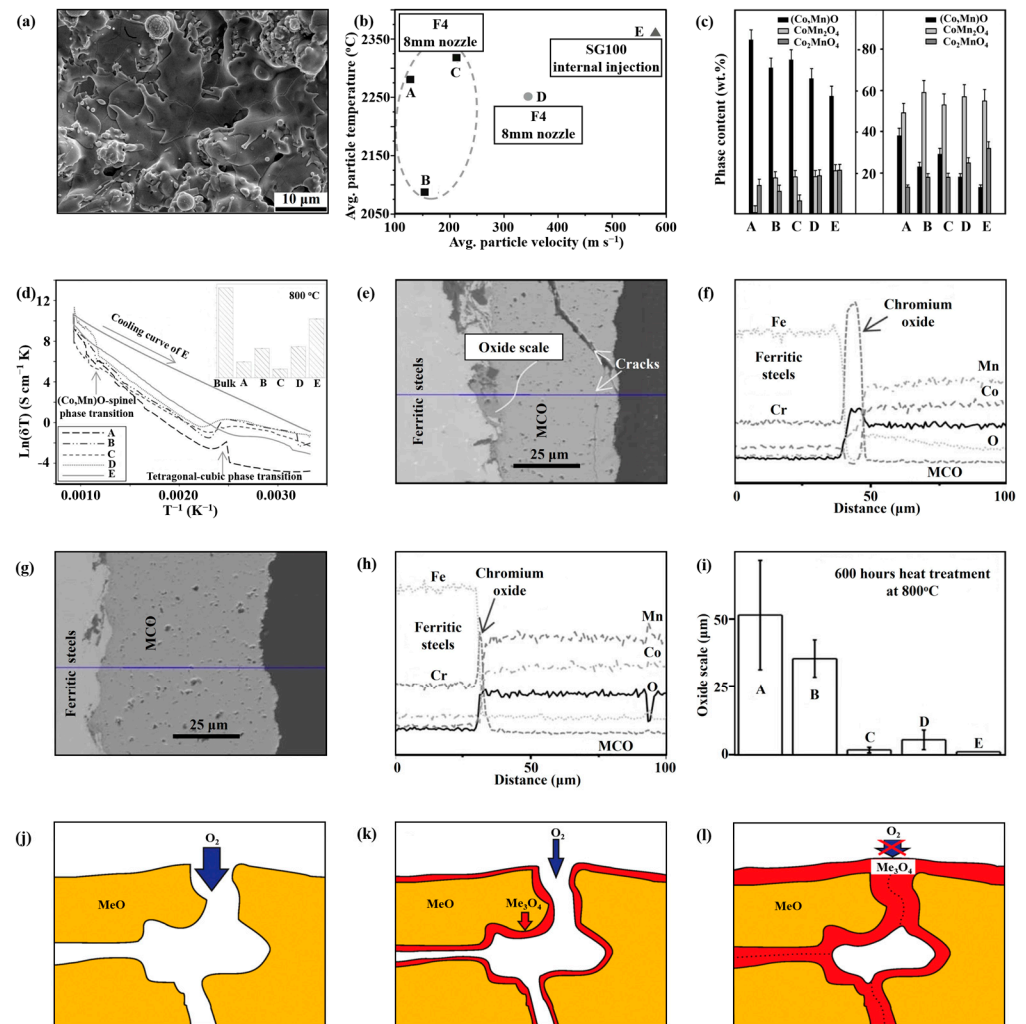 (a)
10 µm
(b)
Avg. particle temperature (°C)
2350
2250
2150
2050
F4
8mm nozzle
A
C
B
E
SG100
internal injection
D
F4
8mm nozzle
100
200
300
400
500
600
Avg. particle velocity (m s⁻¹)
(c)
Phase content (wt.%)
(Co,Mn)O
CoMn₂O₄
Co₂MnO₄
(Co,Mn)O
CoMn₂O₄
Co₂MnO₄
80
60
40
20
A B C D E
A B C D E
(d)
Ln(δT) (S cm⁻¹ K)
12
8
4
0
-4
Cooling curve of E
800 °C
Bulk A B C D E
(Co,Mn)O-spinel
phase transition
A
B
C
D
E
Tetragonal-cubic phase transition
0.0010
0.0020
0.0030
T⁻¹ (K⁻¹)
(e)
Ferritic steels
Oxide scale
Cracks
MCO
25 µm
(f)
Fe
Chromium
oxide
Ferritic
steels
Mn
Co
Cr
O
MCO
0
50
100
Distance (µm)
(g)
Ferritic steels
MCO
25 µm
(h)
Fe
Chromium
oxide
Ferritic
steels
Mn
Co
Cr
O
MCO
0
50
100
Distance (µm)
(i)
Oxide scale (µm)
50
25
0
600 hours heat treatment
at 800°C
A
B
C
D
E
(j)
O₂
MeO
(k)
O₂
MeO
Me₃O₄
(l)
O₂
Me₃O₄
MeO